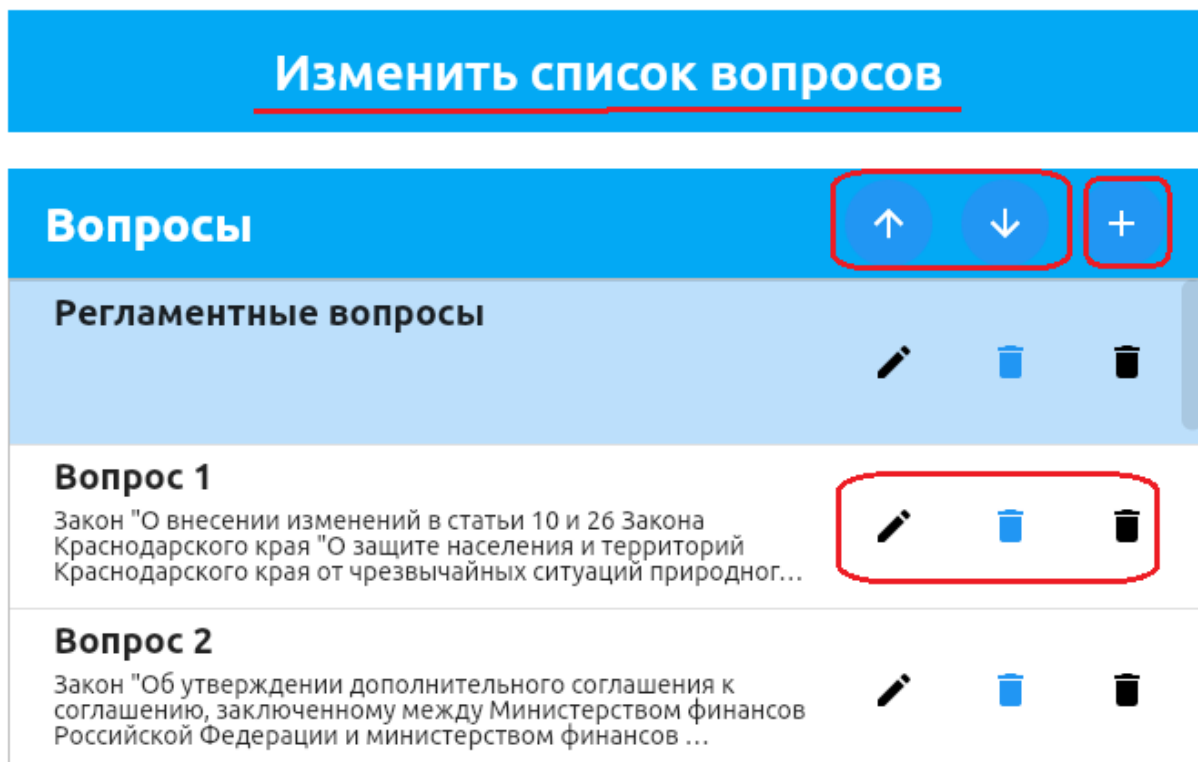 Изменить список вопросов
Вопросы
Регламентные вопросы
Вопрос 1
Закон "О внесении изменений в статьи 10 и 26 Закона
Краснодарского края "О защите населения и территорий
Краснодарского края от чрезвычайных ситуаций природног...
Вопрос 2
Закон "Об утверждении дополнительного соглашения к
соглашению, заключенному между Министерством финансов
Российской Федерации и министерством финансов ...